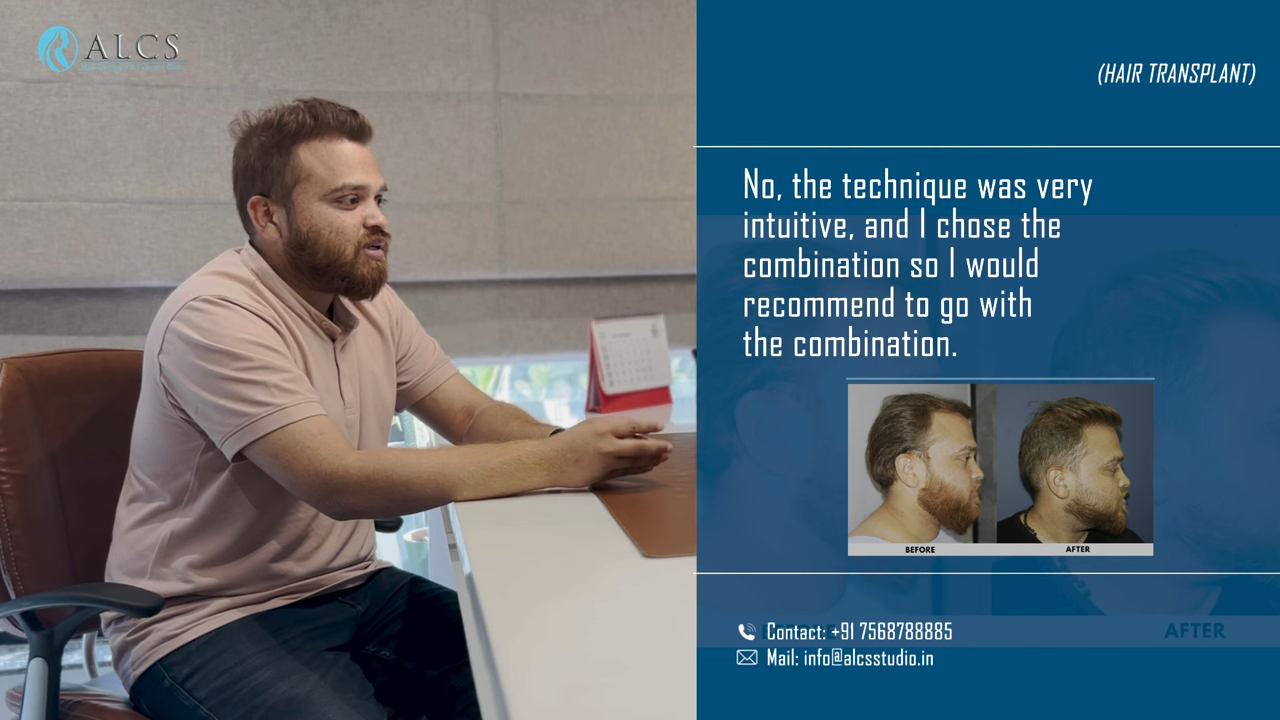 ALCS
(HAIR TRANSPLANT)
No, the technique was very
intuitive, and I chose the
combination so I would
recommend to go with
the combination.
BEFORE
AFTER
Contact: +91 7568788885
AFTER
Mail: info@alcsstudio.in